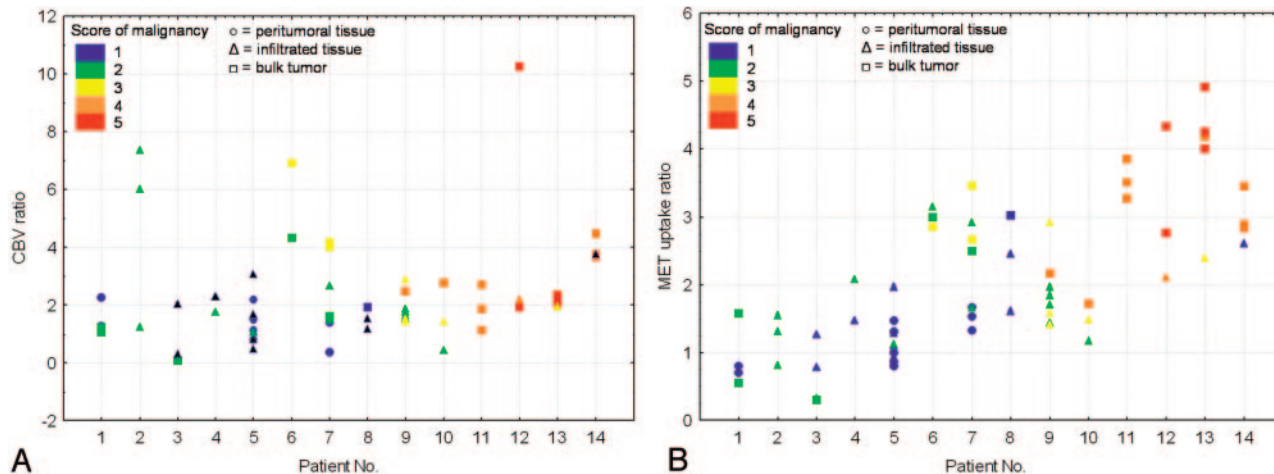 12
10
8
6
4
2
0
-2
CBV ratio
Score of malignancy
1
2
3
4
5
= peritumoral tissue
= infiltrated tissue
= bulk tumor
1 2 3 4 5 6 7 8 9 10 11 12 13 14
Patient No.
A
6
5
4
3
2
1
0
MET uptake ratio
Score of malignancy
1
2
3
4
5
= peritumoral tissue
= infiltrated tissue
= bulk tumor
1 2 3 4 5 6 7 8 9 10 11 12 13 14
Patient No.
B